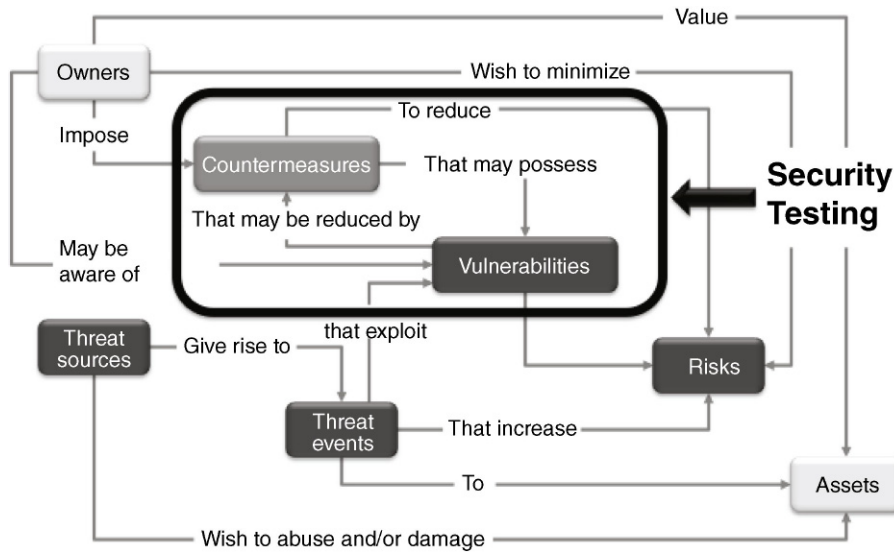 Value
Owners
Wish to minimize
Impose
To reduce
Countermeasures
That may possess
Security
Testing
That may be reduced by
May be
aware of
Vulnerabilities
Threat
sources
Give rise to
that exploit
Risks
Threat
events
That increase
To
Assets
Wish to abuse and/or damage